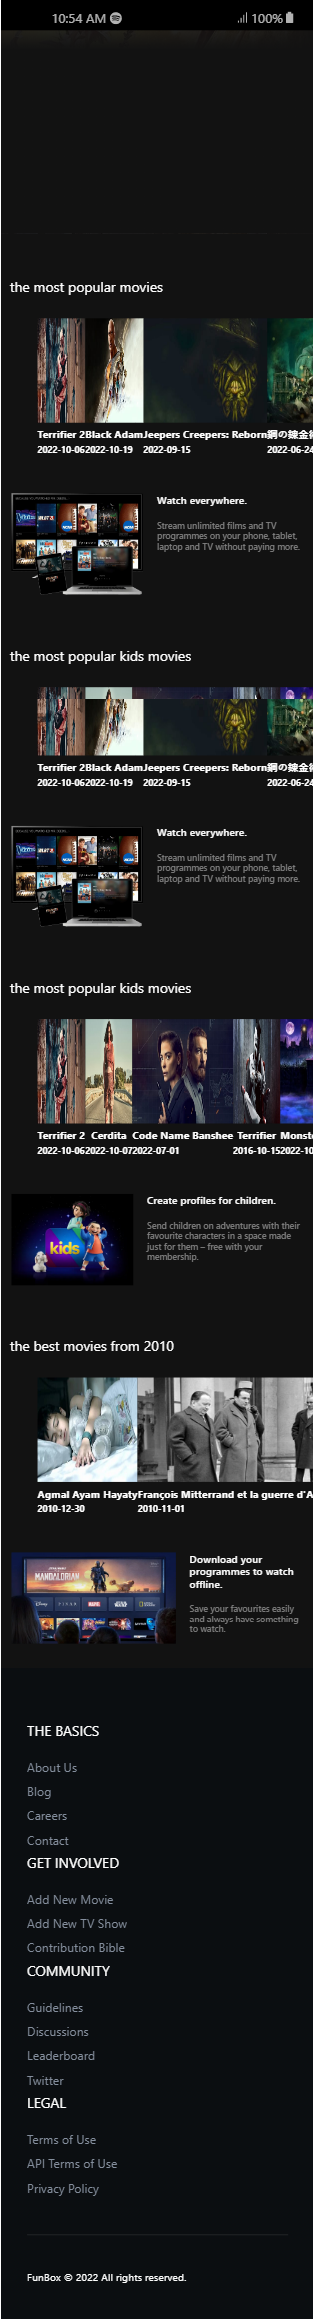 10:54 AM 100%
the most popular movies
Terrifier 2 Black Adam Jeepers Creepers: Reborn 鋼の錬金術
2022-10-06 2022-10-19 2022-09-15 2022-06-24
Watch everywhere.
Stream unlimited films and TV
programmes on your phone, tablet,
laptop and TV without paying more.
the most popular kids movies
Terrifier 2 Black Adam Jeepers Creepers: Reborn 鋼の錬金術
2022-10-06 2022-10-19 2022-09-15 2022-06-24
Watch everywhere.
Stream unlimited films and TV
programmes on your phone, tablet,
laptop and TV without paying more.
the most popular kids movies
Terrifier 2 Cerdita Code Name Banshee Terrifier Monst
2022-10-06 2022-10-07 2022-07-01 2016-10-15 2022-10
kids
Create profiles for children.
Send children on adventures with their
favourite characters in a space made
just for them – free with your
membership.
the best movies from 2010
Agmal Ayam Hayaty François Mitterrand et la guerre d'A
2010-12-30 2010-11-01
THE
MANDALORIAN
Disney PIXAR MARVEL STAR WARS NATIONAL GEOGRAPHIC
Download your
programmes to watch
offline.
Save your favourites easily
and always have something
to watch.
THE BASICS
About Us
Blog
Careers
Contact
GET INVOLVED
Add New Movie
Add New TV Show
Contribution Bible
COMMUNITY
Guidelines
Discussions
Leaderboard
Twitter
LEGAL
Terms of Use
API Terms of Use
Privacy Policy
FunBox © 2022 All rights reserved.